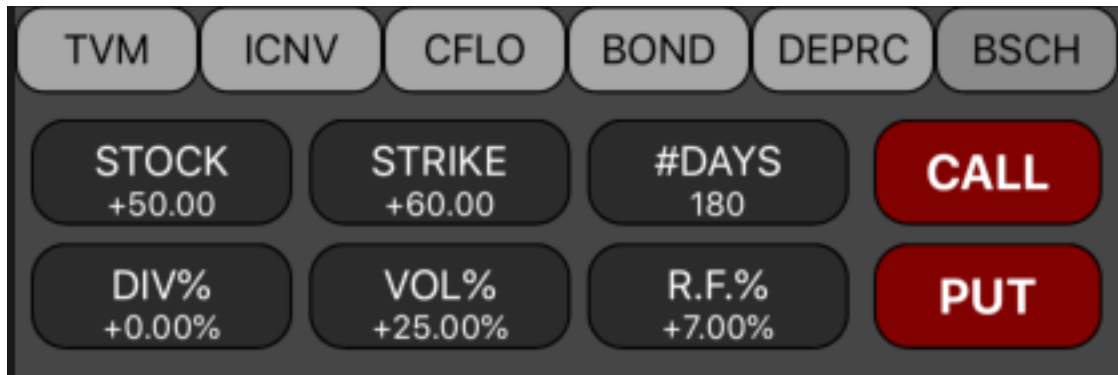 TVM ICNV CFLO BOND DEPRC BSCH
STOCK STRIKE #DAYS CALL
+50.00 +60.00 180
DIV% VOL% R.F.% PUT
+0.00% +25.00% +7.00%